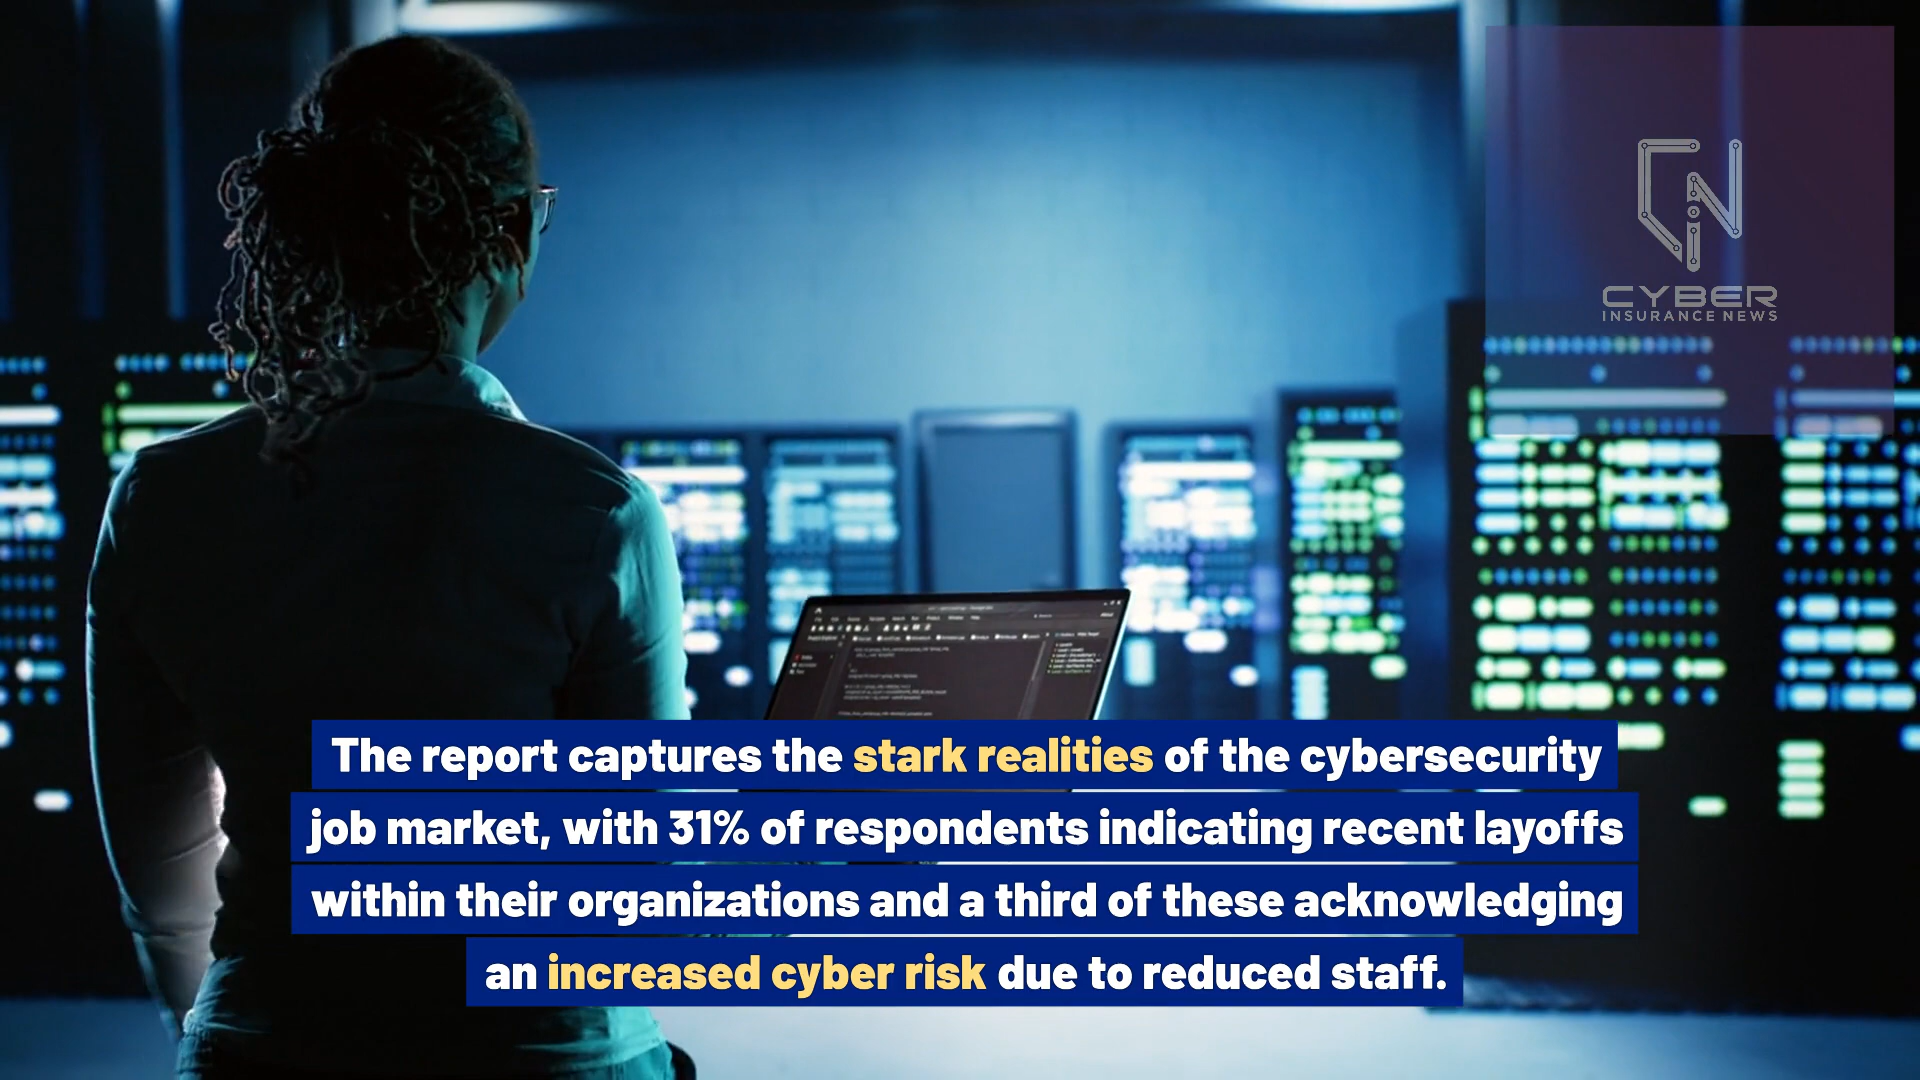 CYBER
INSURANCE NEWS
The report captures the stark realities of the cybersecurity
job market, with 31% of respondents indicating recent layoffs
within their organizations and a third of these acknowledging
an increased cyber risk due to reduced staff.